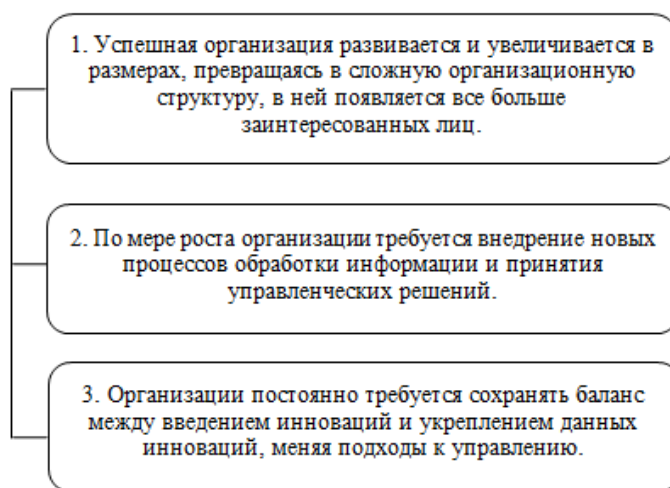 1. Успешная организация развивается и увеличивается в
размерах, превращаясь в сложную организационную
структуру, в ней появляется все больше
заинтересованных лиц.
2. По мере роста организации требуется внедрение новых
процессов обработки информации и принятия
управленческих решений.
3. Организации постоянно требуется сохранять баланс
между введением инноваций и укреплением данных
инноваций, меняя подходы к управлению.